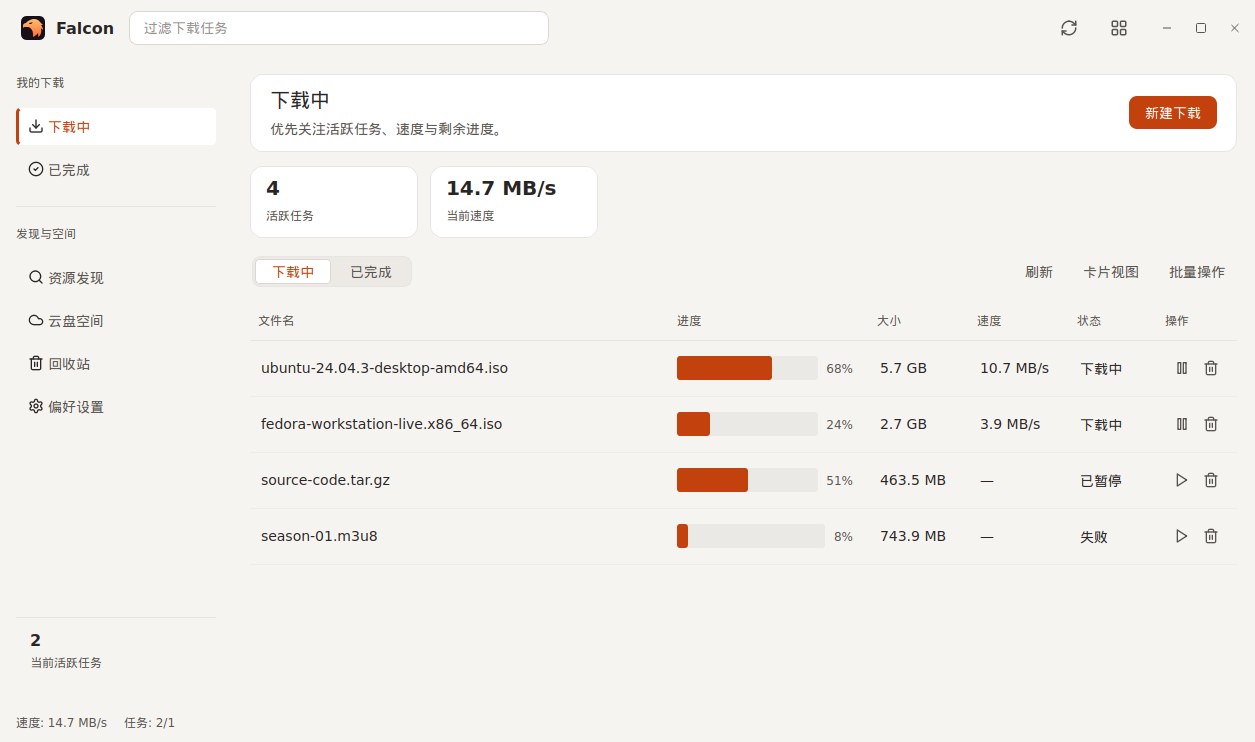 Falcon
过滤下载任务
我的下载
下载中
已完成
发现与空间
资源发现
云盘空间
回收站
偏好设置
2
当前活跃任务
速度: 14.7 MB/s 任务: 2/1
下载中
优先关注活跃任务、速度与剩余进度。
新建下载
4
活跃任务
14.7 MB/s
当前速度
下载中 已完成 刷新 卡片视图 批量操作
文件名 进度 大小 速度 状态 操作
ubuntu-24.04.3-desktop-amd64.iso 68% 5.7 GB 10.7 MB/s 下载中
fedora-workstation-live.x86_64.iso 24% 2.7 GB 3.9 MB/s 下载中
source-code.tar.gz 51% 463.5 MB — 已暂停
season-01.m3u8 8% 743.9 MB — 失败